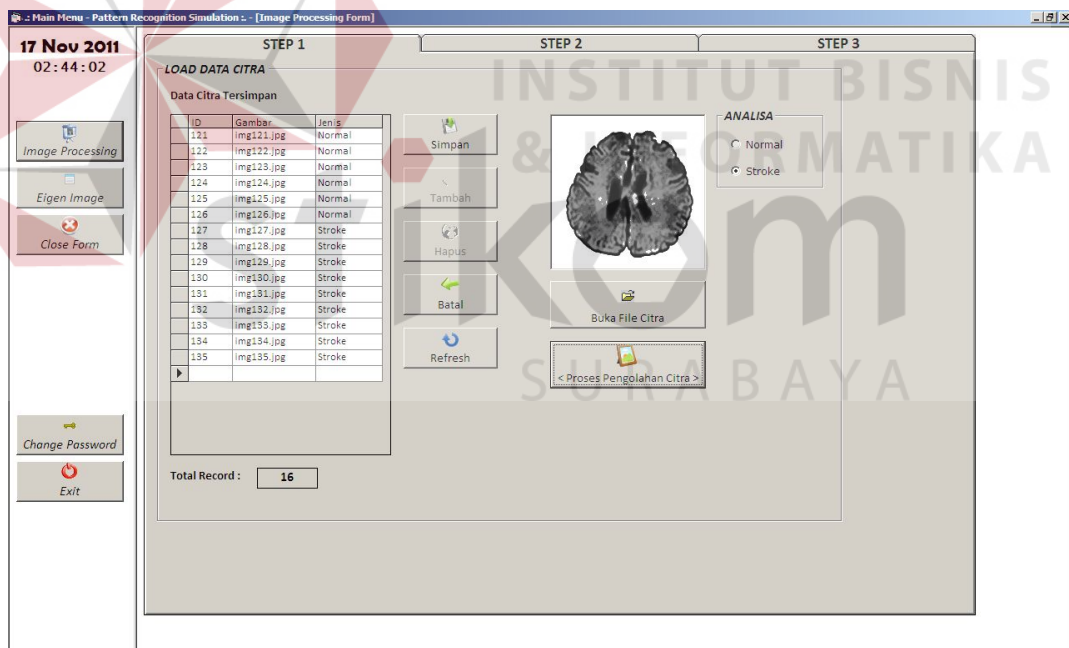 .: Main Menu - Pattern Recognition Simulation :. - [Image Processing Form]
17 Nov 2011
02:44:02
Image Processing
Eigen Image
Close Form
Change Password
Exit
STEP 1 STEP 2 STEP 3
LOAD DATA CITRA
Data Citra Tersimpan
ID Gambar Jenis
121 img121.jpg Normal
122 img122.jpg Normal
123 img123.jpg Normal
124 img124.jpg Normal
125 img125.jpg Normal
126 img126.jpg Normal
127 img127.jpg Stroke
128 img128.jpg Stroke
129 img129.jpg Stroke
130 img130.jpg Stroke
131 img131.jpg Stroke
132 img132.jpg Stroke
133 img133.jpg Stroke
134 img134.jpg Stroke
135 img135.jpg Stroke
Total Record : 16
Simpan
Tambah
Hapus
Batal
Refresh
Buka File Citra
< Proses Pengolahan Citra >
ANALISA
Normal
Stroke
INSTITUT BISNIS
& INFORMATIKA
stikom
SURABAYA